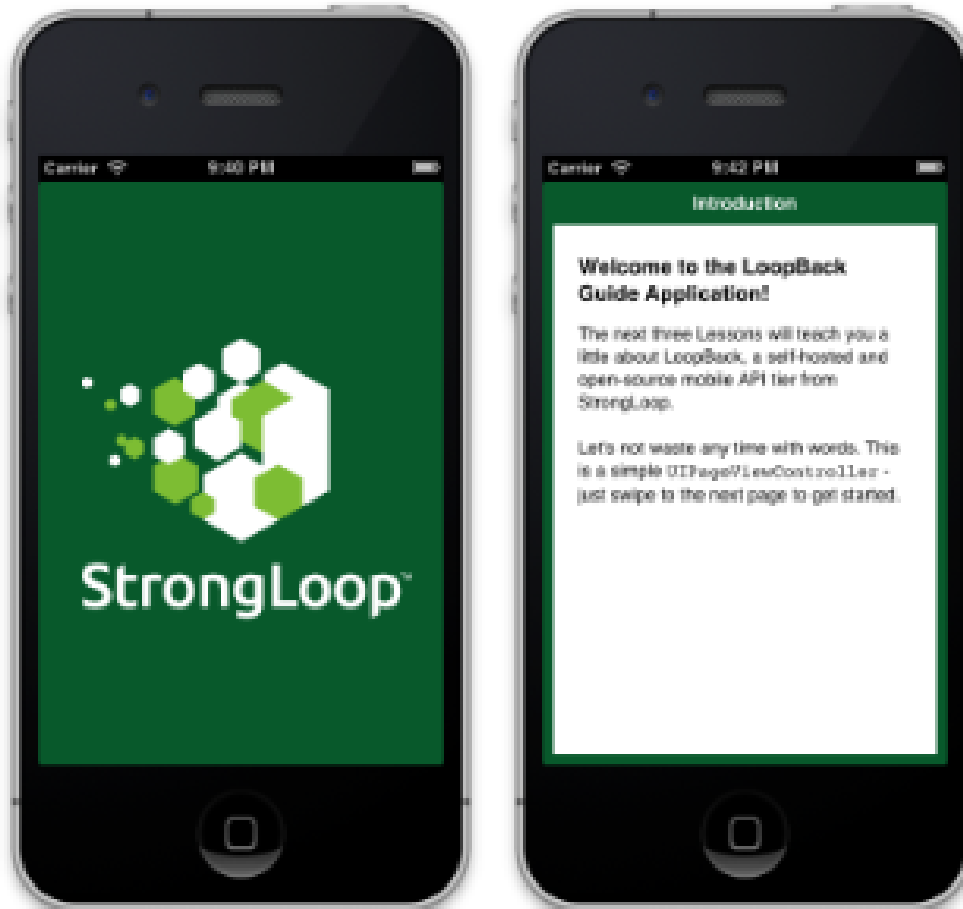 Carrier 9:40 PM
StrongLoop™
Carrier 9:42 PM
Introduction
Welcome to the LoopBack
Guide Application!
The next three Lessons will teach you a
little about LoopBack, a self-hosted and
open-source mobile API tier from
StrongLoop.
Let's not waste any time with words. This
is a simple UIPageViewController -
just swipe to the next page to get started.